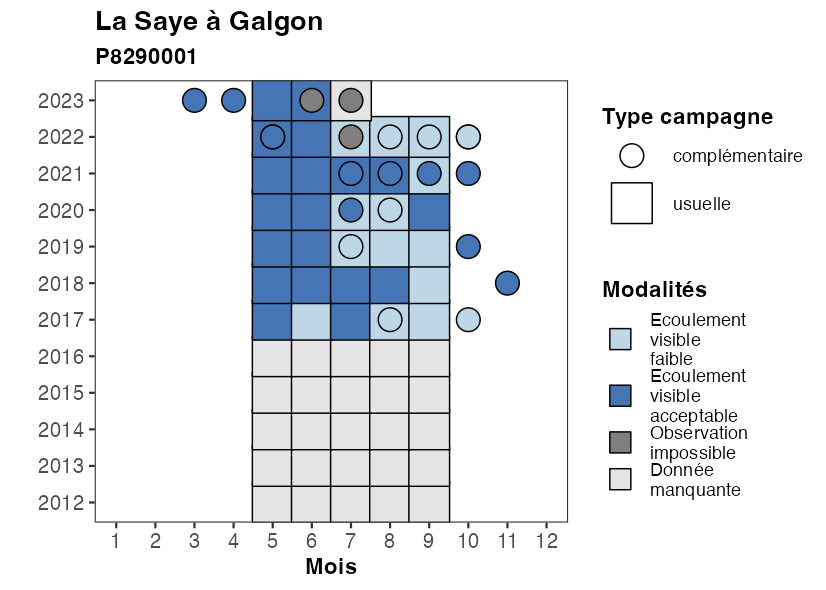 La Saye à Galgon
P8290001
2023
2022
2021
2020
2019
2018
2017
2016
2015
2014
2013
2012
1 2 3 4 5 6 7 8 9 10 11 12
Mois
Type campagne
complémentaire
usuelle
Modalités
Ecoulement
visible
faible
Ecoulement
visible
acceptable
Observation
impossible
Donnée
manquante